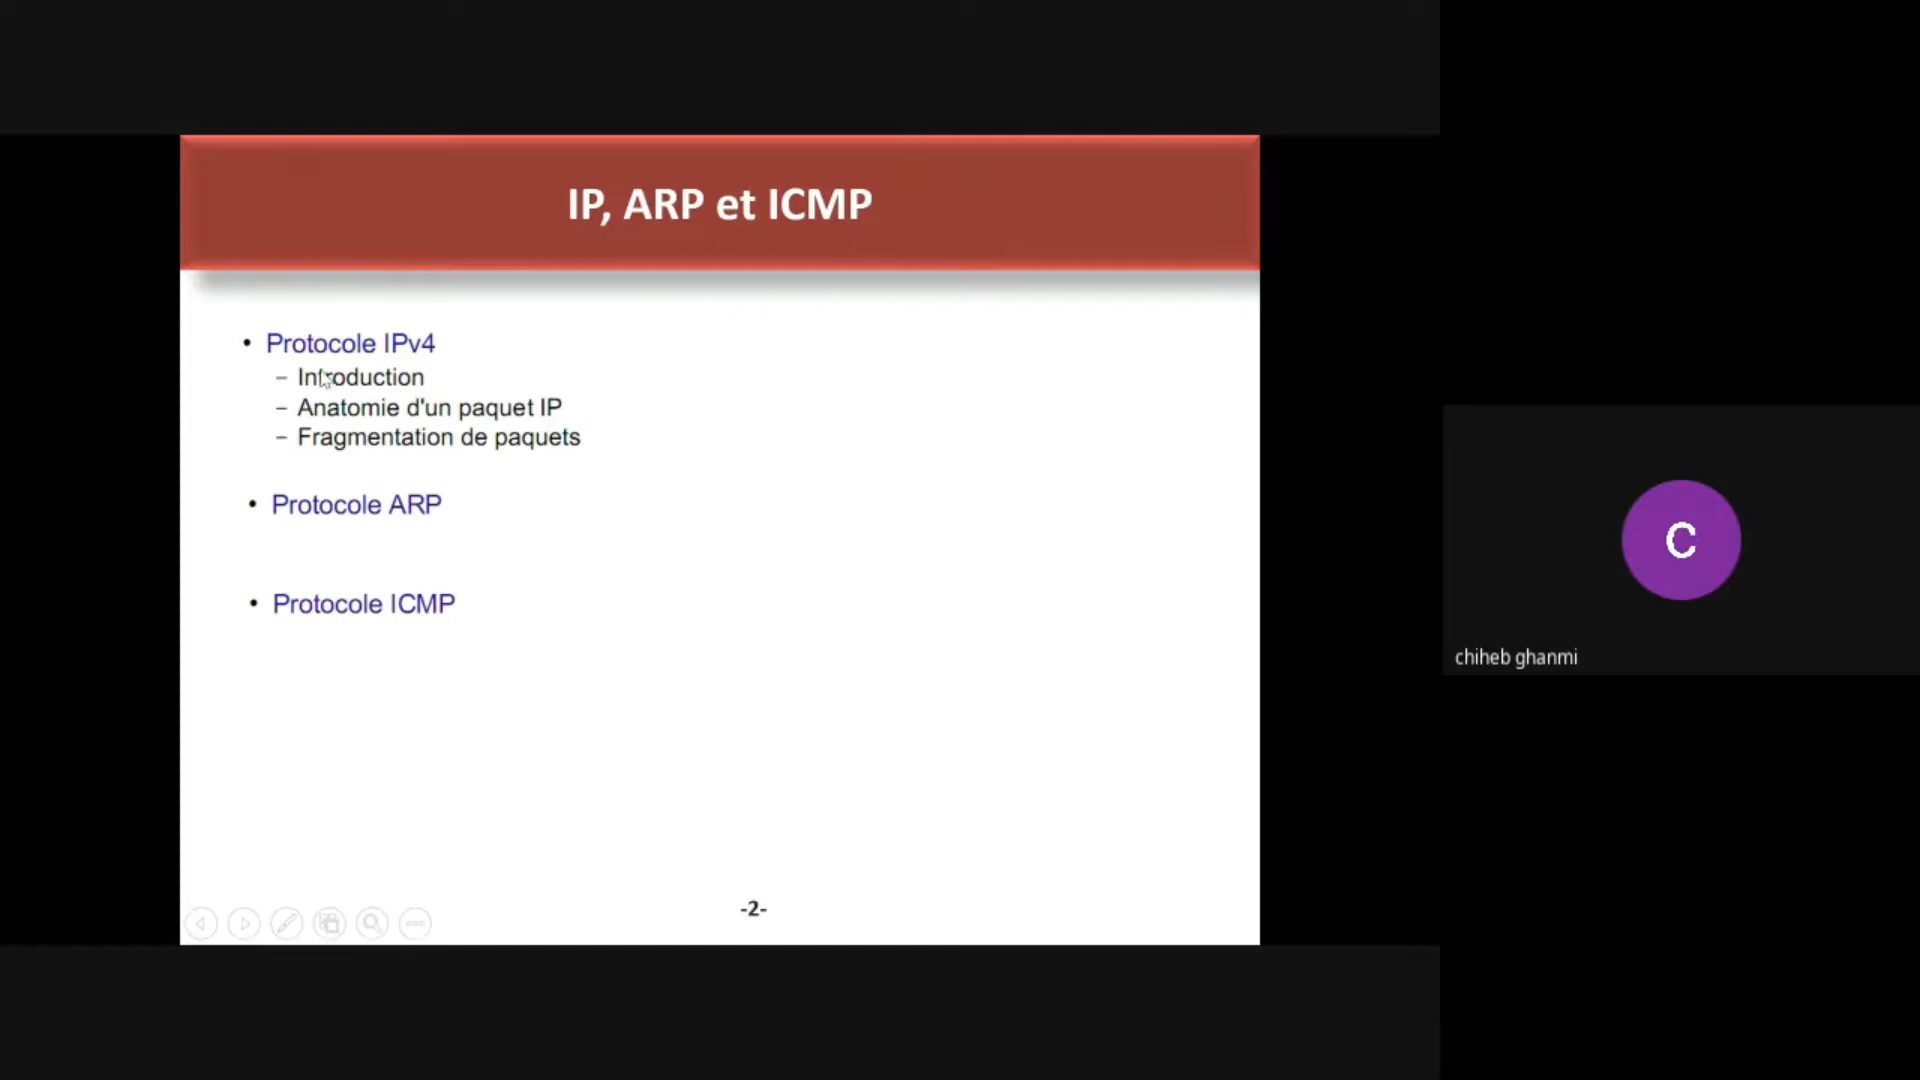 IP, ARP et ICMP
• Protocole IPv4
– Introduction
– Anatomie d'un paquet IP
– Fragmentation de paquets
• Protocole ARP
• Protocole ICMP
-2-
C
chiheb ghanmi